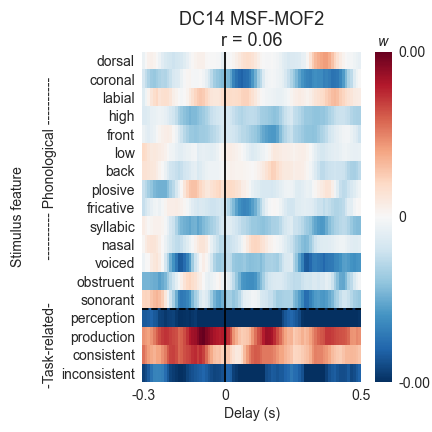 DC14 MSF-MOF2
r = 0.06
w
dorsal
coronal
labial
high
front
low
back
plosive
fricative
syllabic
nasal
voiced
obstruent
sonorant
perception
production
consistent
inconsistent
Stimulus feature
-Task-related- ---------- Phonological ----------
0.00
0
-0.00
-0.3
0
0.5
Delay (s)